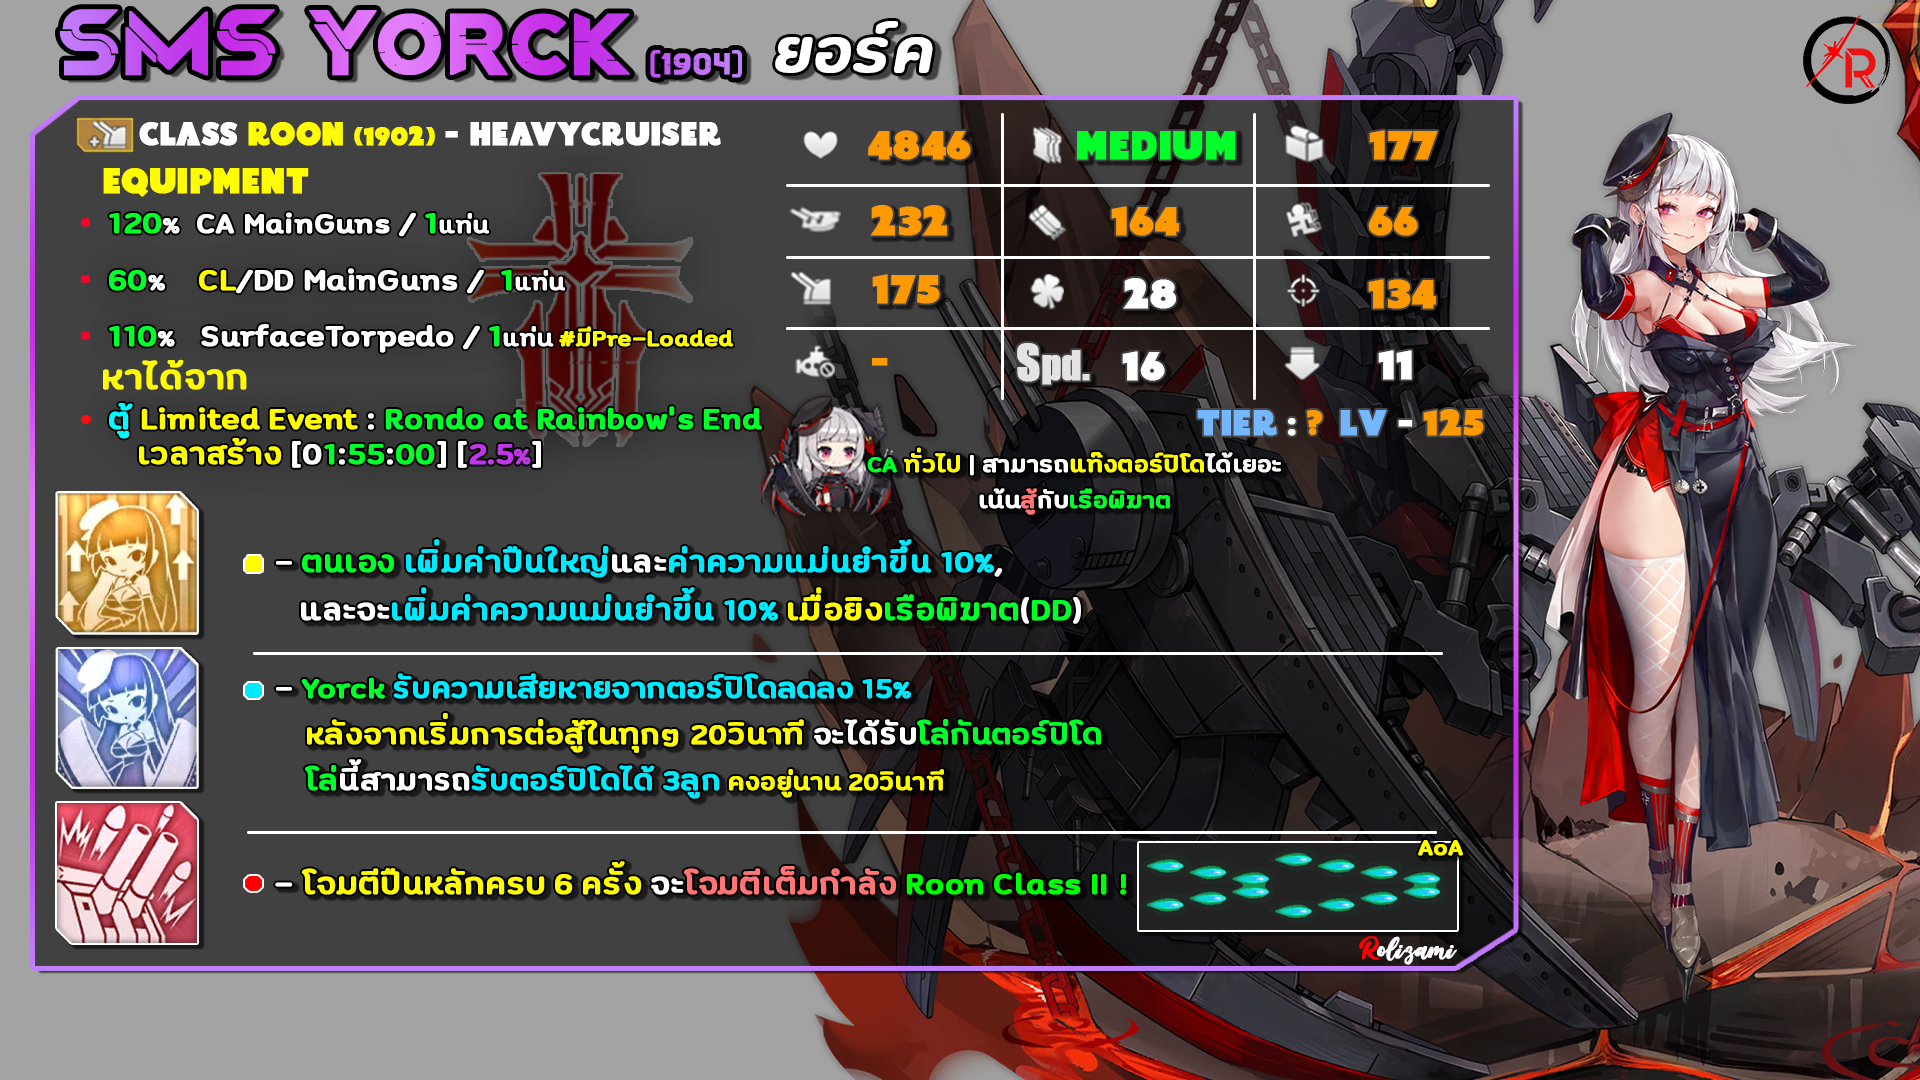 SMS YORCK (1904) ยอร์ค
R
CLASS ROON (1902) - HEAVYCRUISER
EQUIPMENT
120% CA MainGuns / 1แท่น
60% CL/DD MainGuns / 1แท่น
110% SurfaceTorpedo / 1แท่น #มีPre-Loaded
หาได้จาก
ตู้ Limited Event : Rondo at Rainbow's End
เวลาสร้าง [01:55:00] [2.5%]
4846 MEDIUM 177
232 164 66
175 28 134
- Spd. 16 11
TIER : ? LV - 125
CA ทั่วไป | สามารถแท๊งตอร์ปิโดได้เยอะ
เน้นสู้กับเรือพิฆาต
- ตนเอง เพิ่มค่าปืนใหญ่และค่าความแม่นยำขึ้น 10%,
และจะเพิ่มค่าความแม่นยำขึ้น 10% เมื่อยิงเรือพิฆาต(DD)
- Yorck รับความเสียหายจากตอร์ปิโดลดลง 15%
หลังจากเริ่มการต่อสู้ในทุกๆ 20วินาที จะได้รับโล่กันตอร์ปิโด
โล่นี้สามารถรับตอร์ปิโดได้ 3ลูก คงอยู่นาน 20วินาที
- โจมตีปืนหลักครบ 6 ครั้ง จะโจมตีเต็มกำลัง Roon Class II !
AoA
Rolizami